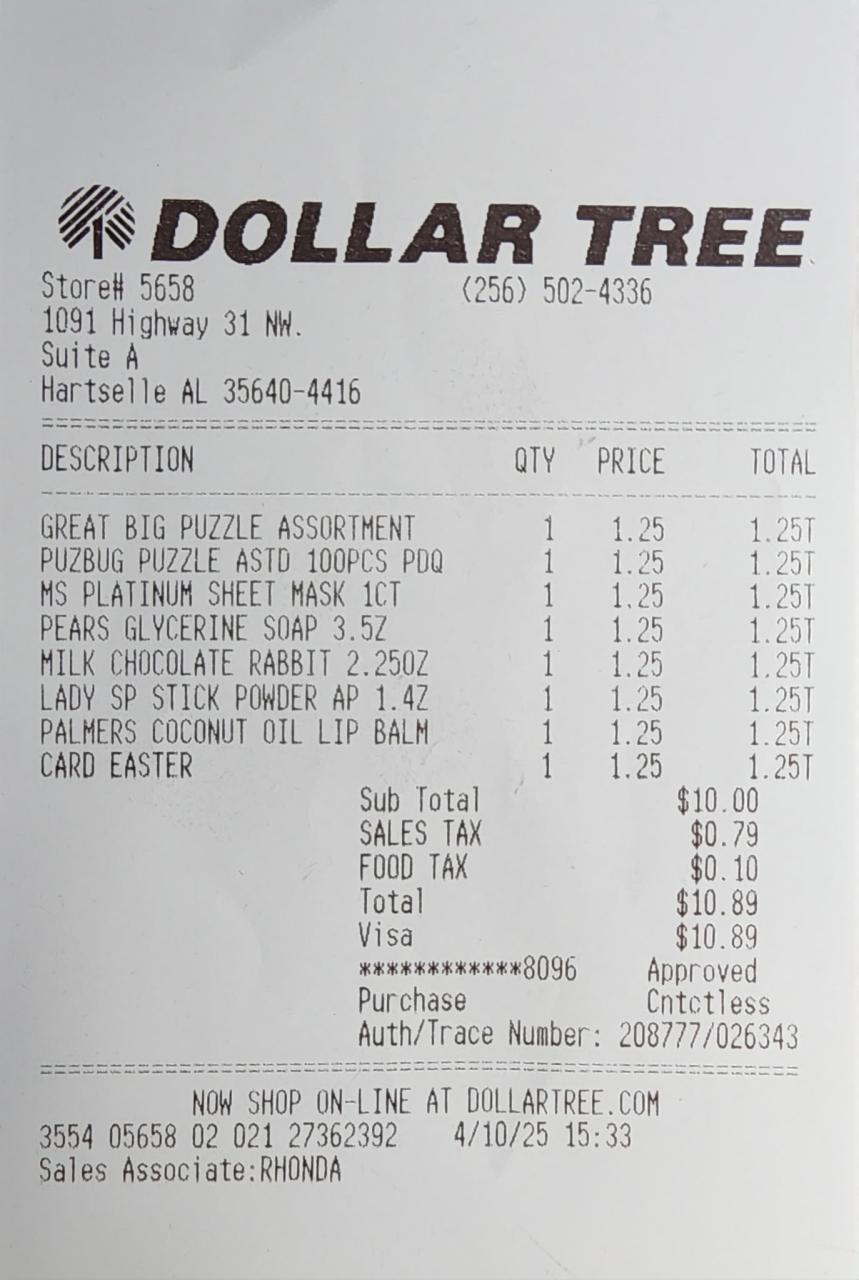 DOLLAR TREE
Store# 5658 (256) 502-4336
1091 Highway 31 NW.
Suite A
Hartselle AL 35640-4416
DESCRIPTION QTY PRICE TOTAL
GREAT BIG PUZZLE ASSORTMENT 1 1.25 1.25T
PUZBUG PUZZLE ASTD 100PCS PDQ 1 1.25 1.25T
MS PLATINUM SHEET MASK 1CT 1 1.25 1.25T
PEARS GLYCERINE SOAP 3.5Z 1 1.25 1.25T
MILK CHOCOLATE RABBIT 2.25OZ 1 1.25 1.25T
LADY SP STICK POWDER AP 1.4Z 1 1.25 1.25T
PALMERS COCONUT OIL LIP BALM 1 1.25 1.25T
CARD EASTER 1 1.25 1.25T
Sub Total $10.00
SALES TAX $0.79
FOOD TAX $0.10
Total $10.89
Visa $10.89
************8096 Approved
Purchase Cntctless
Auth/Trace Number: 208777/026343
NOW SHOP ON-LINE AT DOLLARTREE.COM
3554 05658 02 021 27362392 4/10/25 15:33
Sales Associate:RHONDA